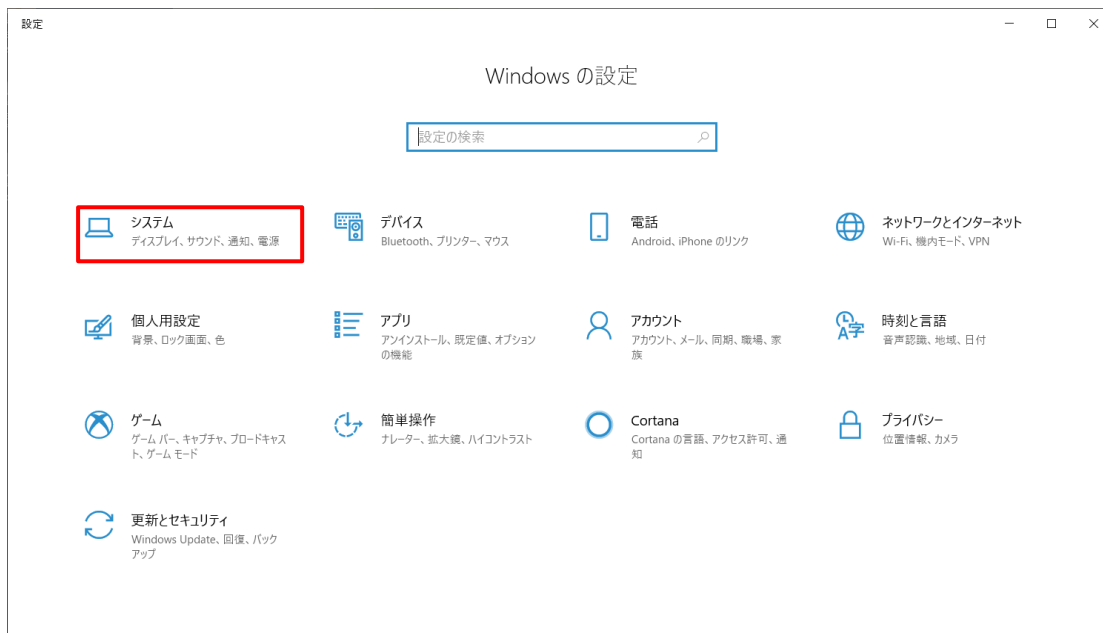 設定
Windows の設定
設定の検索
システム
ディスプレイ、サウンド、通知、電源
デバイス
Bluetooth、プリンター、マウス
電話
Android、iPhone のリンク
ネットワークとインターネット
Wi-Fi、機内モード、VPN
個人用設定
背景、ロック画面、色
アプリ
アンインストール、既定値、オプション
の機能
アカウント
アカウント、メール、同期、職場、家
族
時刻と言語
音声認識、地域、日付
ゲーム
ゲーム バー、キャプチャ、ブロードキャス
ト、ゲーム モード
簡単操作
ナレーター、拡大鏡、ハイコントラスト
Cortana
Cortana の言語、アクセス許可、通
知
プライバシー
位置情報、カメラ
更新とセキュリティ
Windows Update、回復、バック
アップ